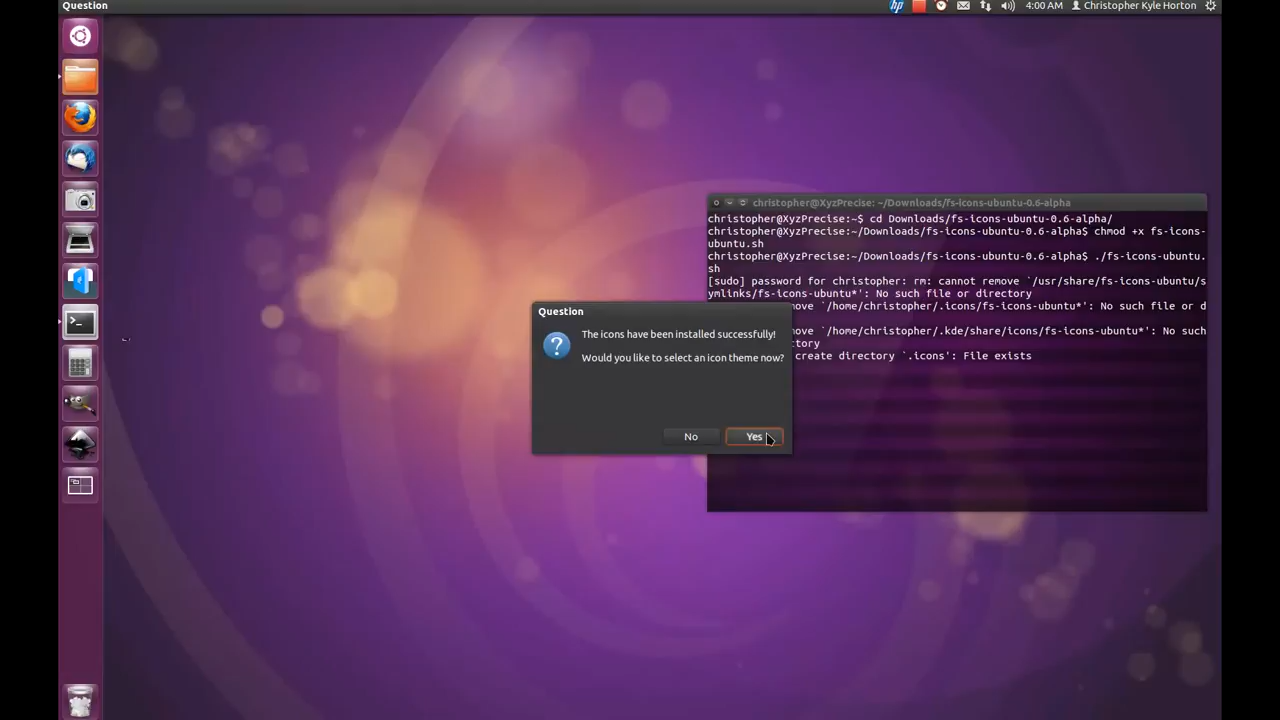 Question
hp
4:00 AM
Christopher Kyle Horton
christopher@XyzPrecise: ~/Downloads/fs-icons-ubuntu-0.6-alpha
christopher@XyzPrecise:~$ cd Downloads/fs-icons-ubuntu-0.6-alpha/
christopher@XyzPrecise:~/Downloads/fs-icons-ubuntu-0.6-alpha$ chmod +x fs-icons-
ubuntu.sh
christopher@XyzPrecise:~/Downloads/fs-icons-ubuntu-0.6-alpha$ ./fs-icons-ubuntu.
sh
[sudo] password for christopher: rm: cannot remove `/usr/share/fs-icons-ubuntu/s
ymlinks/fs-icons-ubuntu*': No such file or directory
move `/home/christopher/.icons/fs-icons-ubuntu*': No such file or d
move `/home/christopher/.kde/share/icons/fs-icons-ubuntu*': No such
tory
create directory `.icons': File exists
Question
The icons have been installed successfully!
Would you like to select an icon theme now?
No
Yes